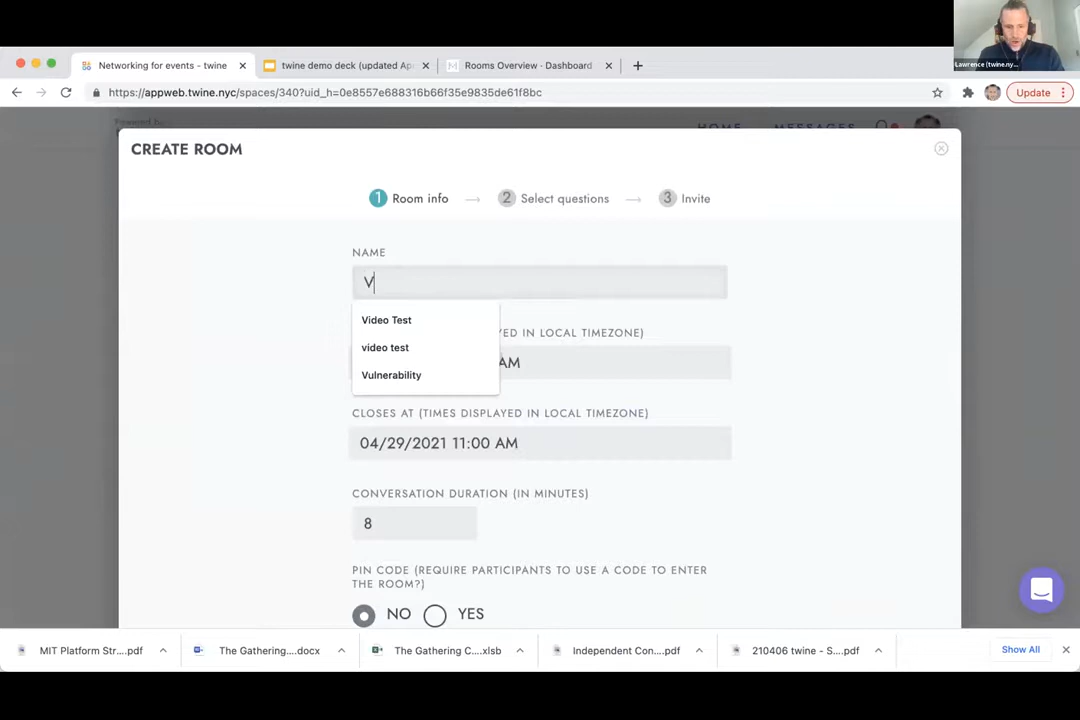 Lawrence (twine.ny...
Networking for events - twine
twine demo deck (updated Ap
Rooms Overview - Dashboard
https://appweb.twine.nyc/spaces/340?uid_h=0e8557e688316b66f35e9835de61f8bc
Update
Powered by
HOME MESSAGES
CREATE ROOM
1 Room info → 2 Select questions → 3 Invite
NAME
V
Video Test
video test
Vulnerability
YED IN LOCAL TIMEZONE)
AM
CLOSES AT (TIMES DISPLAYED IN LOCAL TIMEZONE)
04/29/2021 11:00 AM
CONVERSATION DURATION (IN MINUTES)
8
PIN CODE (REQUIRE PARTICIPANTS TO USE A CODE TO ENTER
THE ROOM?)
NO YES
MIT Platform Str....pdf
The Gathering....docx
The Gathering C....xlsb
Independent Con....pdf
210406 twine - S....pdf
Show All